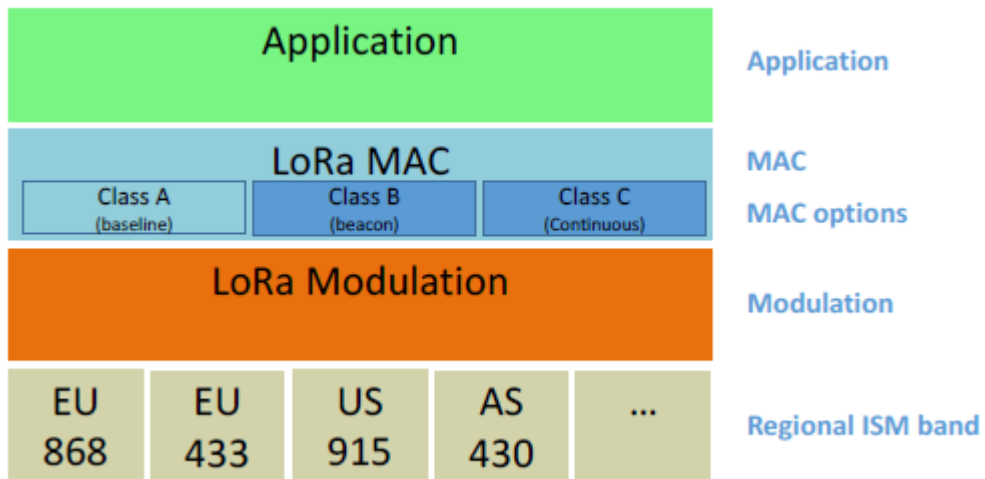 Application
Application
LoRa MAC
MAC
Class A
(baseline)
Class B
(beacon)
Class C
(Continuous)
MAC options
LoRa Modulation
Modulation
EU
868
EU
433
US
915
AS
430
...
Regional ISM band